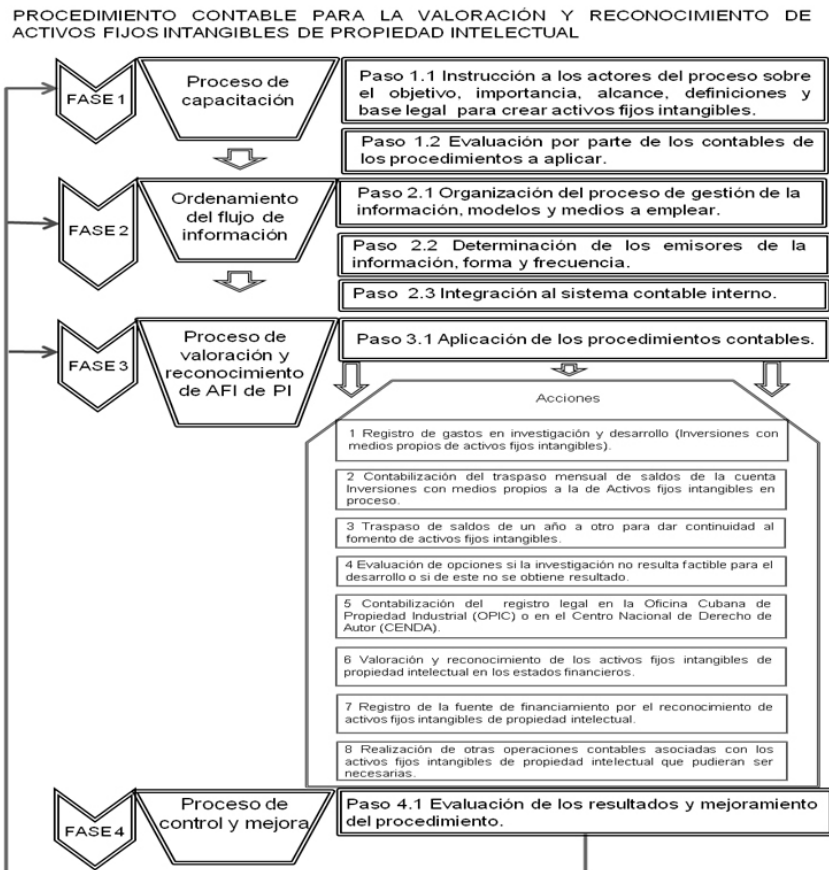 PROCEDIMIENTO CONTABLE PARA LA VALORACIÓN Y RECONOCIMIENTO DE
ACTIVOS FIJOS INTANGIBLES DE PROPIEDAD INTELECTUAL
FASE 1
Proceso de
capacitación
Paso 1.1 Instrucción a los actores del proceso sobre
el objetivo, importancia, alcance, definiciones y
base legal para crear activos fijos intangibles.
Paso 1.2 Evaluación por parte de los contables de
los procedimientos a aplicar.
FASE 2
Ordenamiento
del flujo de
información
Paso 2.1 Organización del proceso de gestión de la
información, modelos y medios a emplear.
Paso 2.2 Determinación de los emisores de la
información, forma y frecuencia.
Paso 2.3 Integración al sistema contable interno.
FASE 3
Proceso de
valoración y
reconocimiento
de AFI de PI
Paso 3.1 Aplicación de los procedimientos contables.
Acciones
1 Registro de gastos en investigación y desarrollo (Inversiones con
medios propios de activos fijos intangibles).
2 Contabilización del traspaso mensual de saldos de la cuenta
Inversiones con medios propios a la de Activos fijos intangibles en
proceso.
3 Traspaso de saldos de un año a otro para dar continuidad al
fomento de activos fijos intangibles.
4 Evaluación de opciones si la investigación no resulta factible para el
desarrollo o si de este no se obtiene resultado.
5 Contabilización del registro legal en la Oficina Cubana de
Propiedad Industrial (OPIC) o en el Centro Nacional de Derecho de
Autor (CENDA).
6 Valoración y reconocimiento de los activos fijos intangibles de
propiedad intelectual en los estados financieros.
7 Registro de la fuente de financiamiento por el reconocimiento de
activos fijos intangibles de propiedad intelectual.
8 Realización de otras operaciones contables asociadas con los
activos fijos intangibles de propiedad intelectual que pudieran ser
necesarias.
FASE 4
Proceso de
control y mejora
Paso 4.1 Evaluación de los resultados y mejoramiento
del procedimiento.